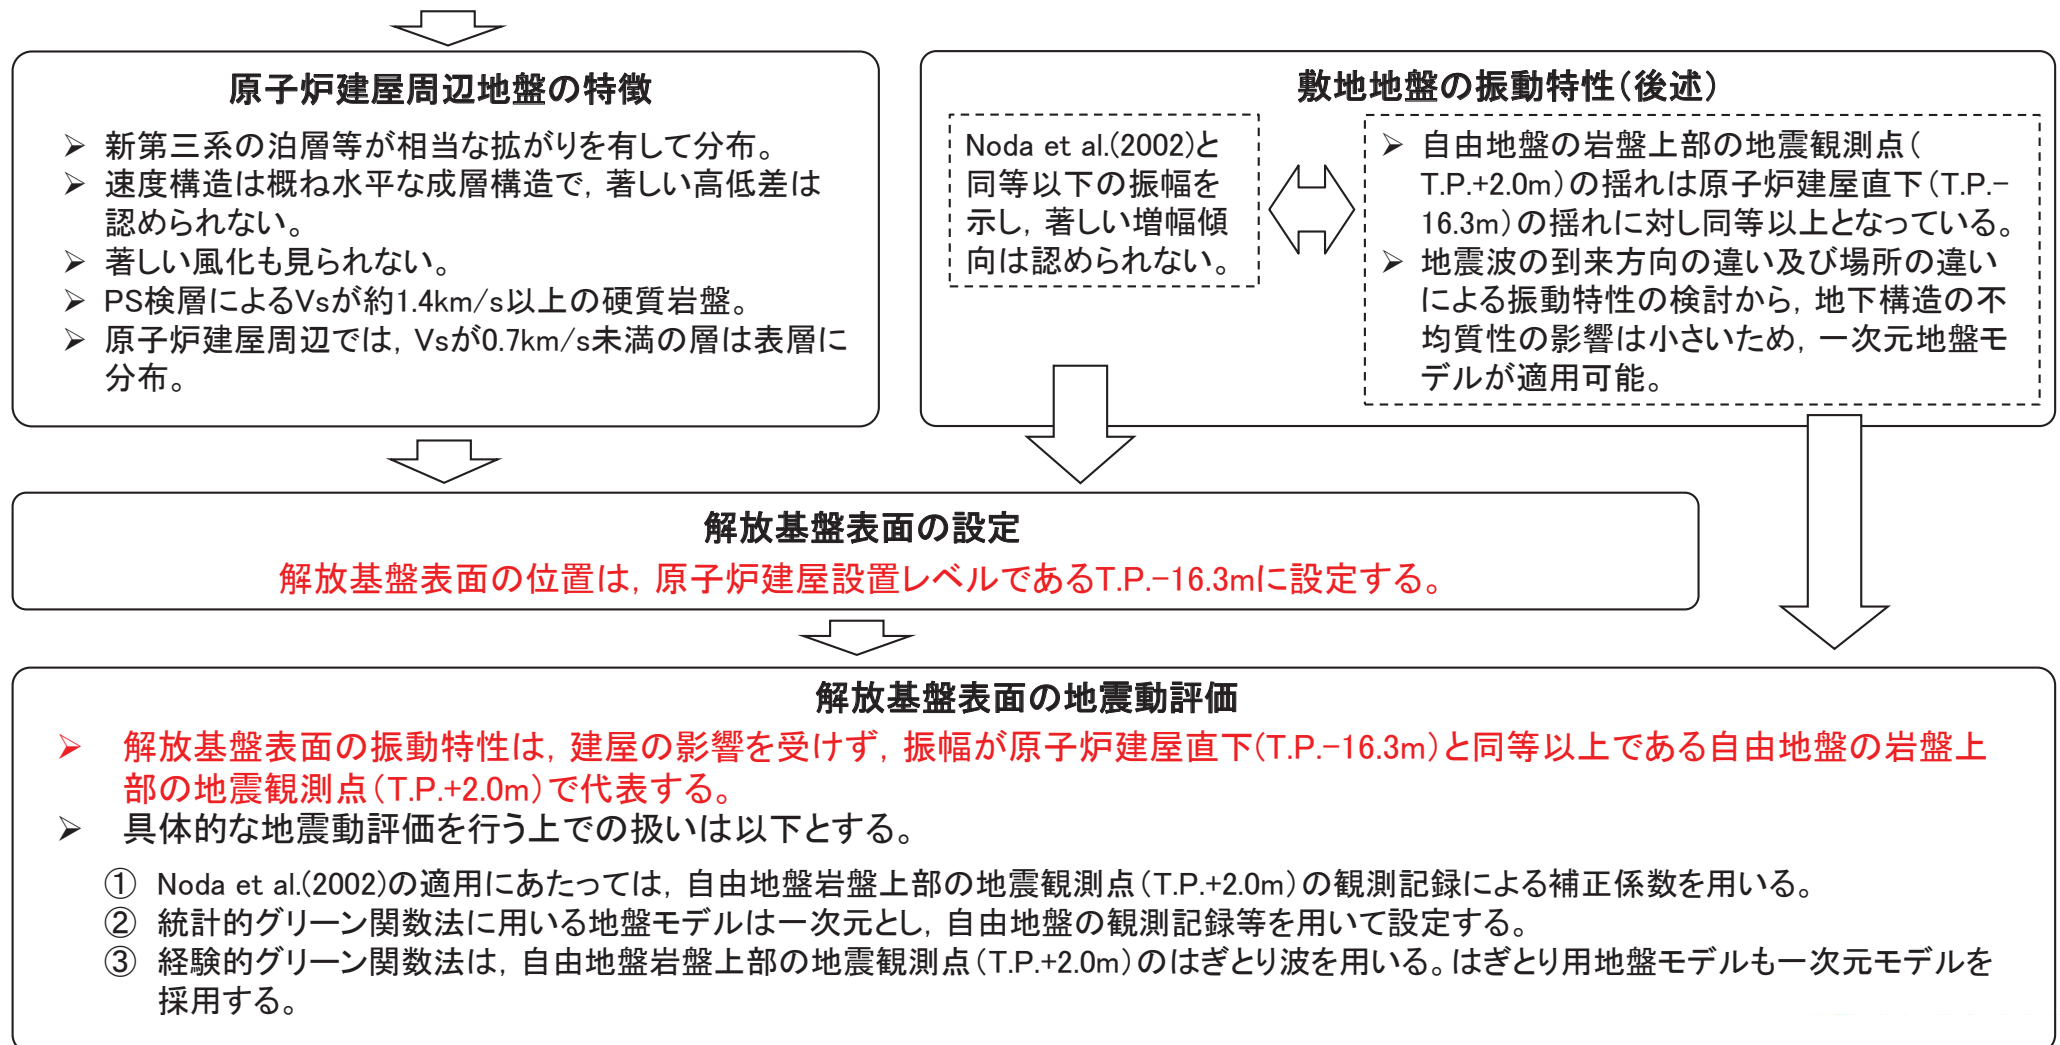 原子炉建屋周辺地盤の特徴
➢ 新第三系の泊層等が相当な拡がりを有して分布。
➢ 速度構造は概ね水平な成層構造で,著しい高低差は
認められない。
➢ 著しい風化も見られない。
➢ PS検層によるVsが約1.4km/s以上の硬質岩盤。
➢ 原子炉建屋周辺では,Vsが0.7km/s未満の層は表層に
分布。
敷地地盤の振動特性(後述)
Noda et al.(2002)と
同等以下の振幅を
示し,著しい増幅傾
向は認められない。
➢ 自由地盤の岩盤上部の地震観測点(
T.P.+2.0m)の揺れは原子炉建屋直下(T.P.-
16.3m)の揺れに対し同等以上となっている。
➢ 地震波の到来方向の違い及び場所の違い
による振動特性の検討から,地下構造の不
均質性の影響は小さいため,一次元地盤モ
デルが適用可能。
解放基盤表面の設定
解放基盤表面の位置は,原子炉建屋設置レベルであるT.P.-16.3mに設定する。
解放基盤表面の地震動評価
➢ 解放基盤表面の振動特性は,建屋の影響を受けず,振幅が原子炉建屋直下(T.P.-16.3m)と同等以上である自由地盤の岩盤上
部の地震観測点(T.P.+2.0m)で代表する。
➢ 具体的な地震動評価を行う上での扱いは以下とする。
① Noda et al.(2002)の適用にあたっては,自由地盤岩盤上部の地震観測点(T.P.+2.0m)の観測記録による補正係数を用いる。
② 統計的グリーン関数法に用いる地盤モデルは一次元とし,自由地盤の観測記録等を用いて設定する。
③ 経験的グリーン関数法は,自由地盤岩盤上部の地震観測点(T.P.+2.0m)のはぎとり波を用いる。はぎとり用地盤モデルも一次元モデルを
採用する。